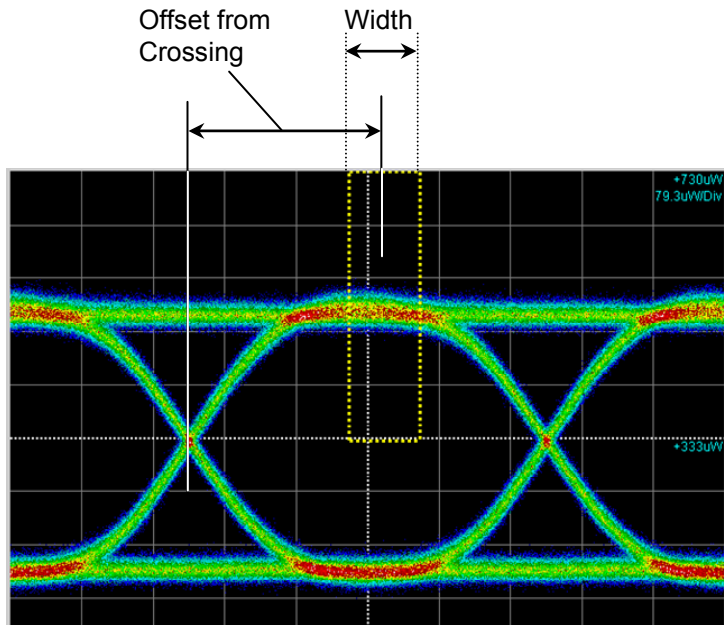 Offset from
Crossing
Width
+730uW
79.3uW/Div
+333uW